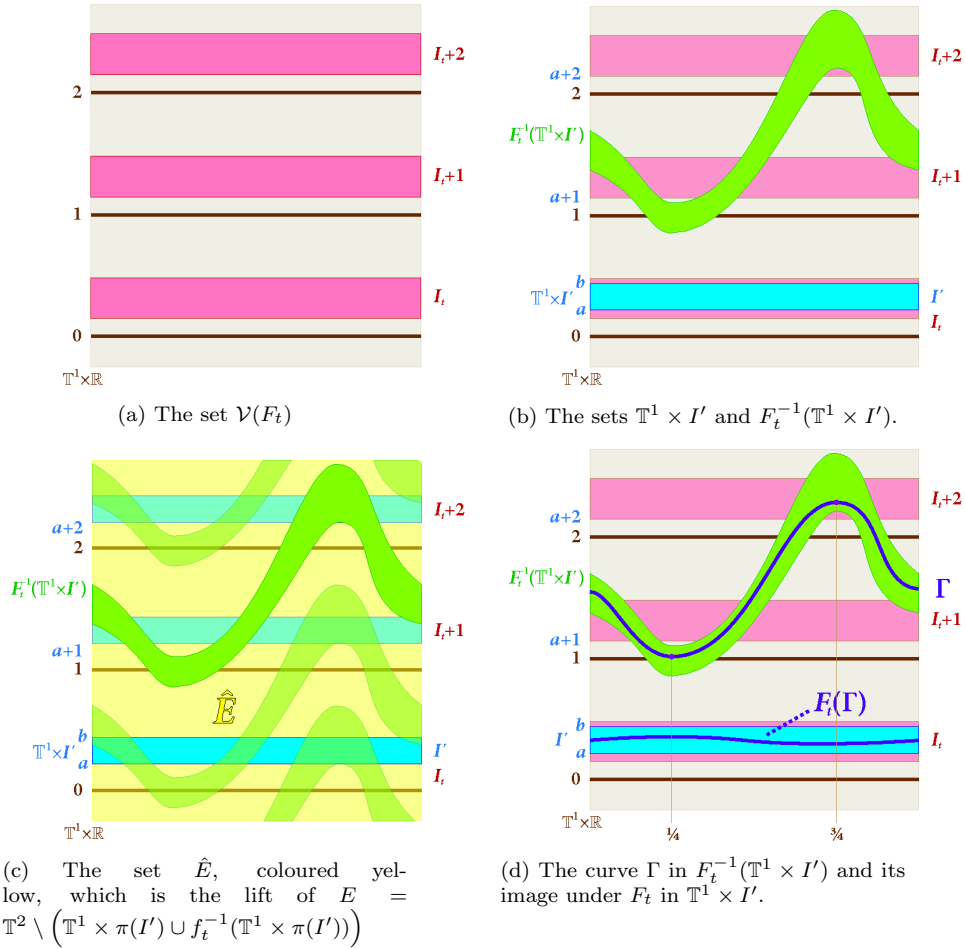 I_t+2
2
I_t+1
1
I_t
0
𝕋¹×ℝ
(a) The set 𝒱(F_t)
I_t+2
a+2
2
F_t⁻¹(𝕋¹×I′)
I_t+1
a+1
1
b
𝕋¹×I′
I′
a
I_t
0
𝕋¹×ℝ
(b) The sets 𝕋¹ × I′ and F_t⁻¹(𝕋¹ × I′).
I_t+2
a+2
2
F_t⁻¹(𝕋¹×I′)
I_t+1
a+1
1
Ê
b
𝕋¹×I′
I′
a
I_t
0
𝕋¹×ℝ
(c) The set Ê, coloured yel-
low, which is the lift of E =
𝕋² \ (𝕋¹ × π(I′) ∪ f_t⁻¹(𝕋¹ × π(I′)))
I_t+2
a+2
2
F_t⁻¹(𝕋¹×I′)
Γ
I_t+1
a+1
1
F_t(Γ)
b
I′
I_t
a
0
𝕋¹×ℝ
¼
¾
(d) The curve Γ in F_t⁻¹(𝕋¹ × I′) and its
image under F_t in 𝕋¹ × I′.